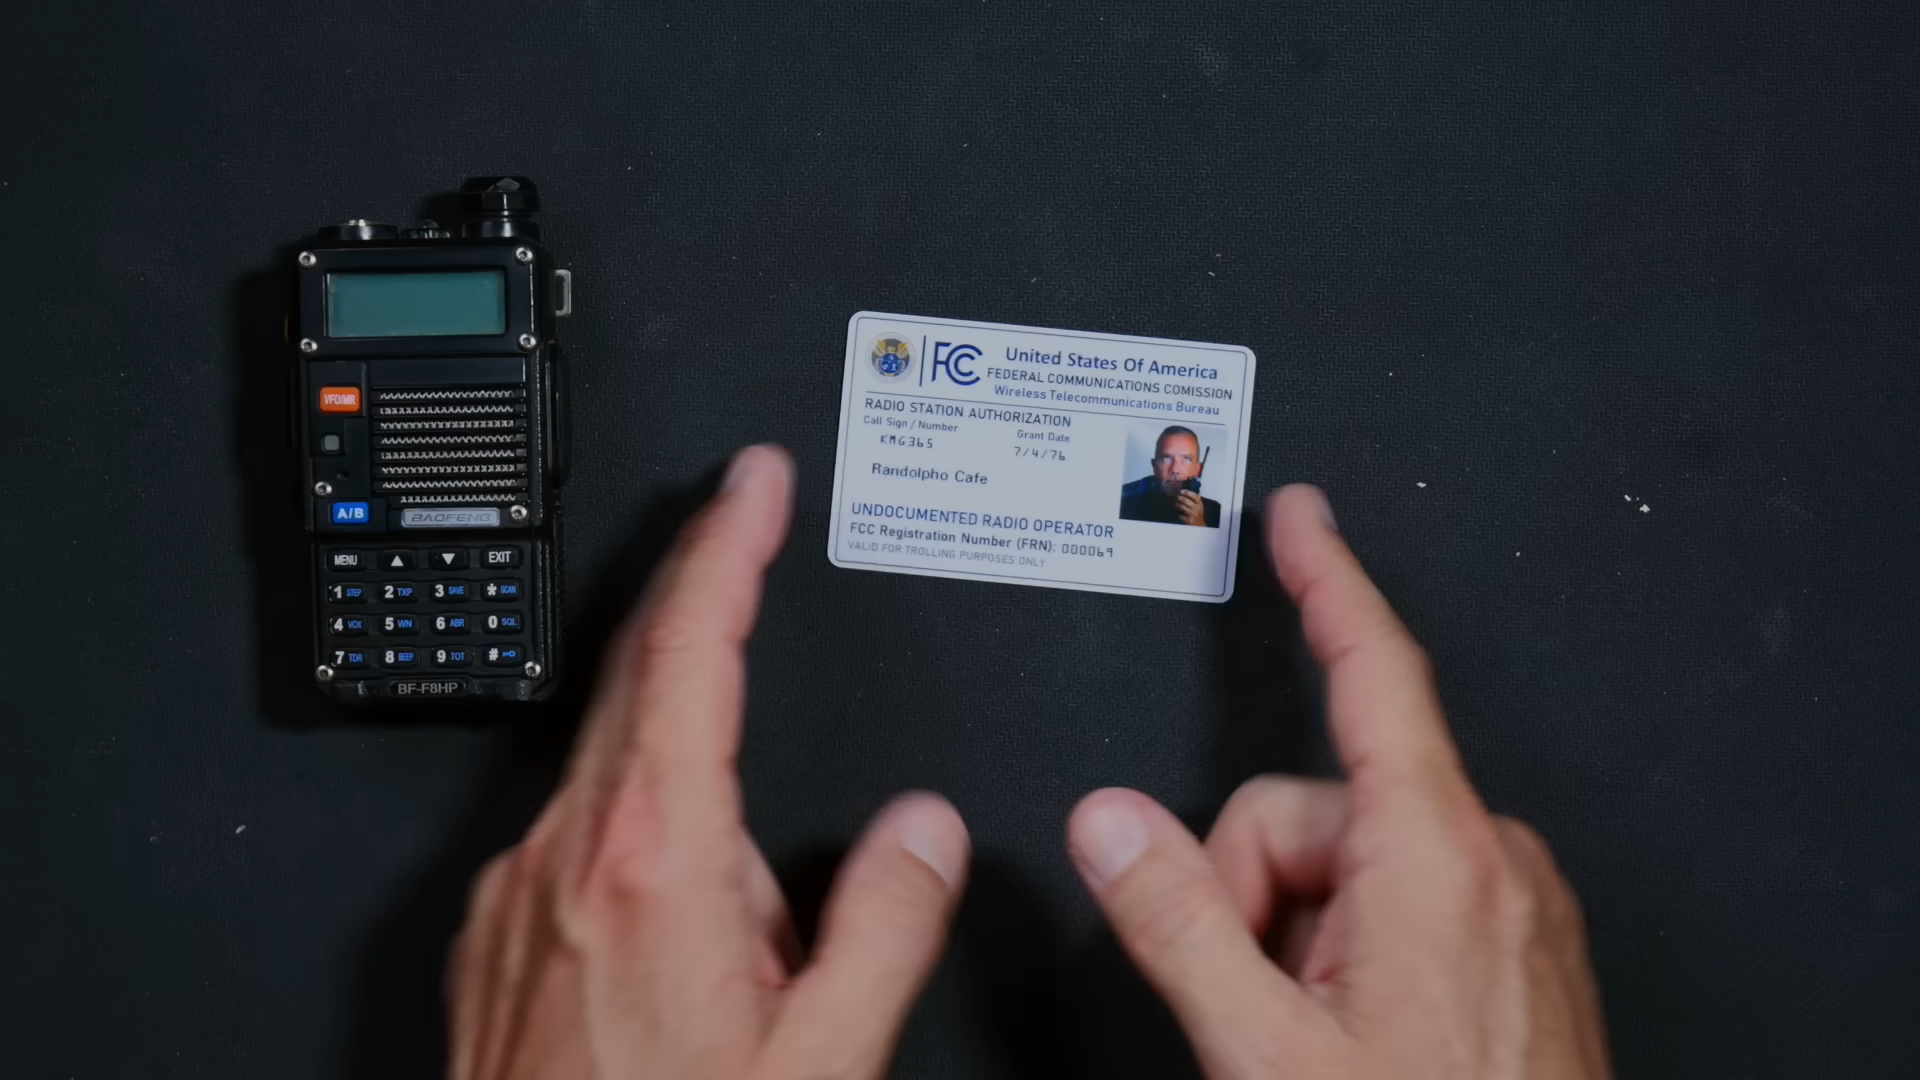 VFO/MR
A/B
BAOFENG
MENU ▲ ▼ EXIT
1 STEP 2 TXP 3 SAVE * SCAN
4 VOX 5 WN 6 ABR 0 SQL
7 TDR 8 BEEP 9 TOT #
BF-F8HP
FCC
United States Of America
FEDERAL COMMUNICATIONS COMISSION
Wireless Telecommunications Bureau
RADIO STATION AUTHORIZATION
Call Sign / Number Grant Date
KMG365 7/4/76
Randolpho Cafe
UNDOCUMENTED RADIO OPERATOR
FCC Registration Number (FRN): 000069
VALID FOR TROLLING PURPOSES ONLY